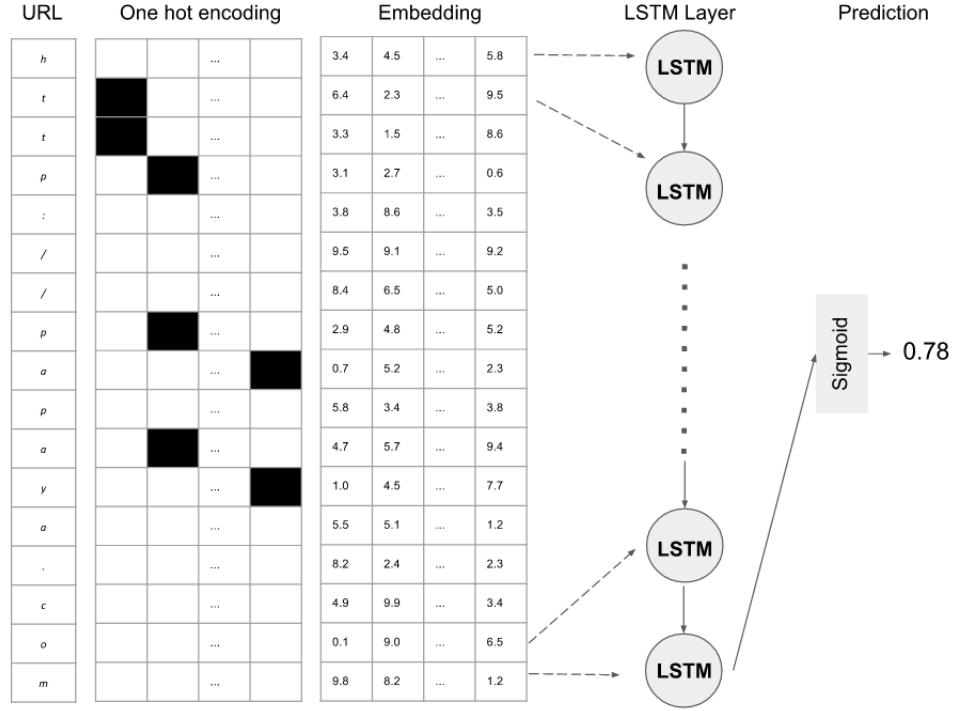 URL One hot encoding Embedding LSTM Layer Prediction
h ... 3.4 4.5 ... 5.8 LSTM
t ... 6.4 2.3 ... 9.5
t ... 3.3 1.5 ... 8.6
p ... 3.1 2.7 ... 0.6 LSTM
: ... 3.8 8.6 ... 3.5
/ ... 9.5 9.1 ... 9.2
/ ... 8.4 6.5 ... 5.0
p ... 2.9 4.8 ... 5.2
a ... 0.7 5.2 ... 2.3 Sigmoid 0.78
p ... 5.8 3.4 ... 3.8
a ... 4.7 5.7 ... 9.4
y ... 1.0 4.5 ... 7.7
a ... 5.5 5.1 ... 1.2 LSTM
. ... 8.2 2.4 ... 2.3
c ... 4.9 9.9 ... 3.4
o ... 0.1 9.0 ... 6.5
m ... 9.8 8.2 ... 1.2 LSTM